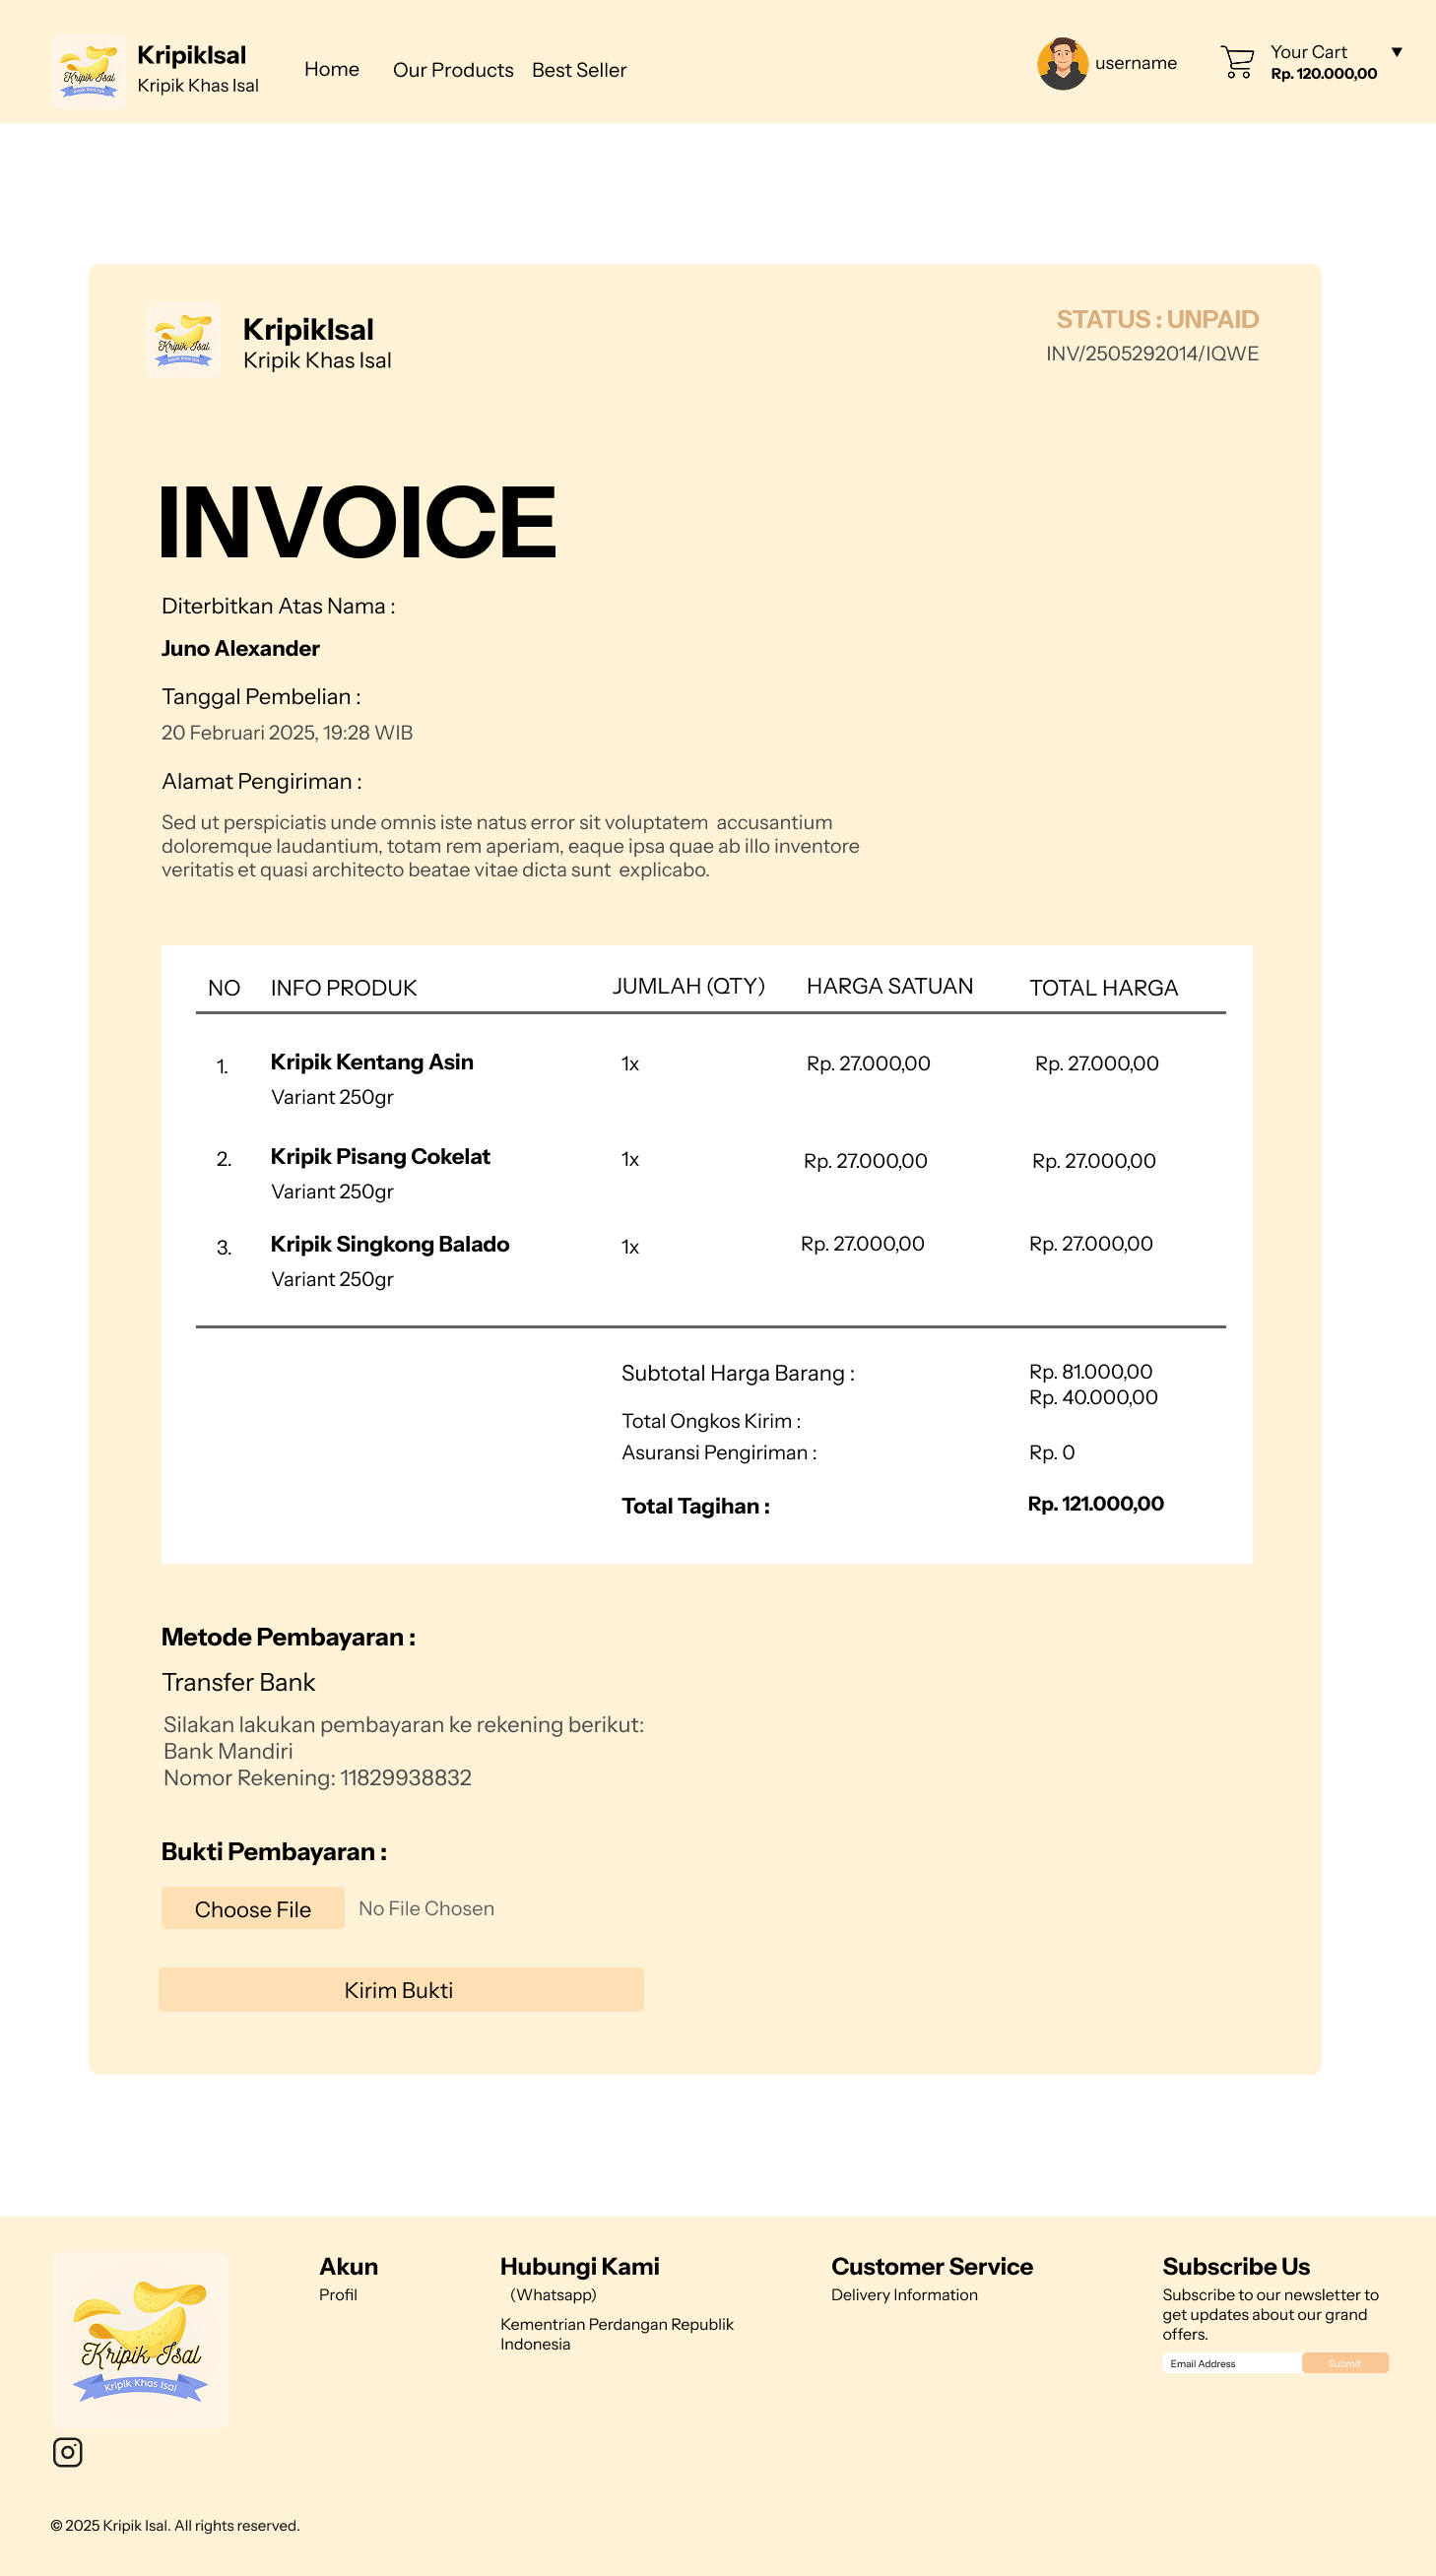 Kripik Isal
Kripik Khas Isal
KripikIsal
Kripik Khas Isal
Home
Our Products
Best Seller
username
Your Cart
▼
Rp. 120.000,00
Kripik Isal
Kripik Khas Isal
KripikIsal
Kripik Khas Isal
STATUS : UNPAID
INV/2505292014/IQWE
INVOICE
Diterbitkan Atas Nama :
Juno Alexander
Tanggal Pembelian :
20 Februari 2025, 19:28 WIB
Alamat Pengiriman :
Sed ut perspiciatis unde omnis iste natus error sit voluptatem  accusantium
doloremque laudantium, totam rem aperiam, eaque ipsa quae ab illo inventore
veritatis et quasi architecto beatae vitae dicta sunt  explicabo.
NO INFO PRODUK JUMLAH (QTY) HARGA SATUAN TOTAL HARGA
1. Kripik Kentang Asin 1x Rp. 27.000,00 Rp. 27.000,00
Variant 250gr
2. Kripik Pisang Cokelat 1x Rp. 27.000,00 Rp. 27.000,00
Variant 250gr
3. Kripik Singkong Balado 1x Rp. 27.000,00 Rp. 27.000,00
Variant 250gr
Subtotal Harga Barang : Rp. 81.000,00
Rp. 40.000,00
Total Ongkos Kirim :
Asuransi Pengiriman : Rp. 0
Total Tagihan : Rp. 121.000,00
Metode Pembayaran :
Transfer Bank
Silakan lakukan pembayaran ke rekening berikut:
Bank Mandiri
Nomor Rekening: 11829938832
Bukti Pembayaran :
Choose File No File Chosen
Kirim Bukti
Kripik Isal
Kripik Khas Isal
Akun
Profil
Hubungi Kami
(Whatsapp)
Kementrian Perdangan Republik
Indonesia
Customer Service
Delivery Information
Subscribe Us
Subscribe to our newsletter to
get updates about our grand
offers.
Email Address Submit
© 2025 Kripik Isal. All rights reserved.